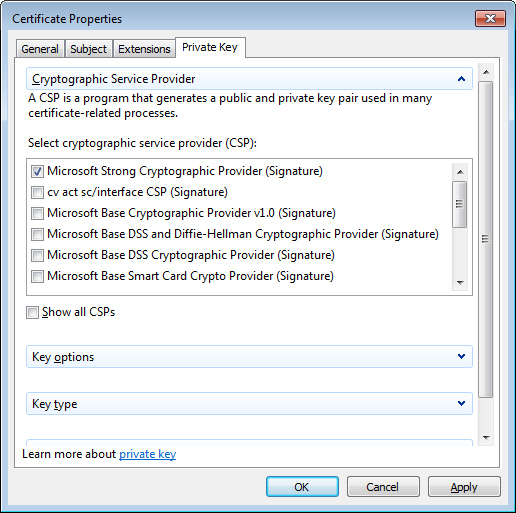 Certificate Properties
General Subject Extensions Private Key
Cryptographic Service Provider
A CSP is a program that generates a public and private key pair used in many
certificate-related processes.
Select cryptographic service provider (CSP):
Microsoft Strong Cryptographic Provider (Signature)
cv act sc/interface CSP (Signature)
Microsoft Base Cryptographic Provider v1.0 (Signature)
Microsoft Base DSS and Diffie-Hellman Cryptographic Provider (Signature)
Microsoft Base DSS Cryptographic Provider (Signature)
Microsoft Base Smart Card Crypto Provider (Signature)
Show all CSPs
Key options
Key type
Learn more about private key
OK Cancel Apply